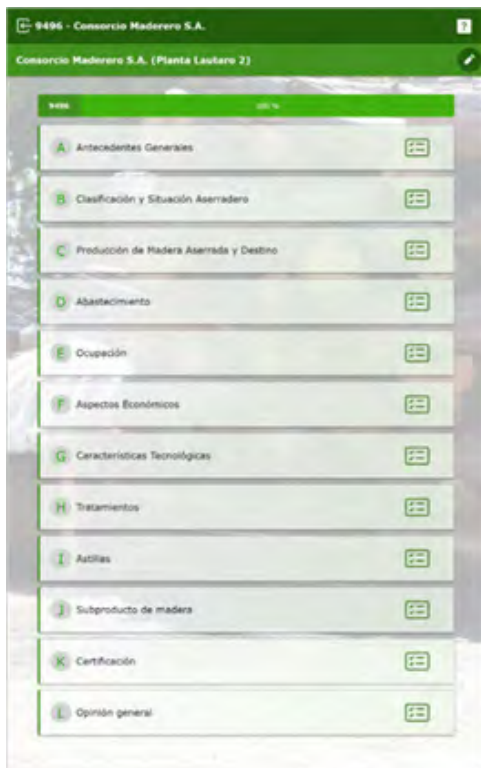 9496 - Consorcio Maderero S.A.
?
Consorcio Maderero S.A. (Planta Lautaro 2)
9496 100 %
A Antecedentes Generales
B Clasificación y Situación Aserradero
C Producción de Madera Aserrada y Destino
D Abastecimiento
E Ocupación
F Aspectos Económicos
G Características Tecnológicas
H Tratamientos
I Astillas
J Subproducto de madera
K Certificación
L Opinión general